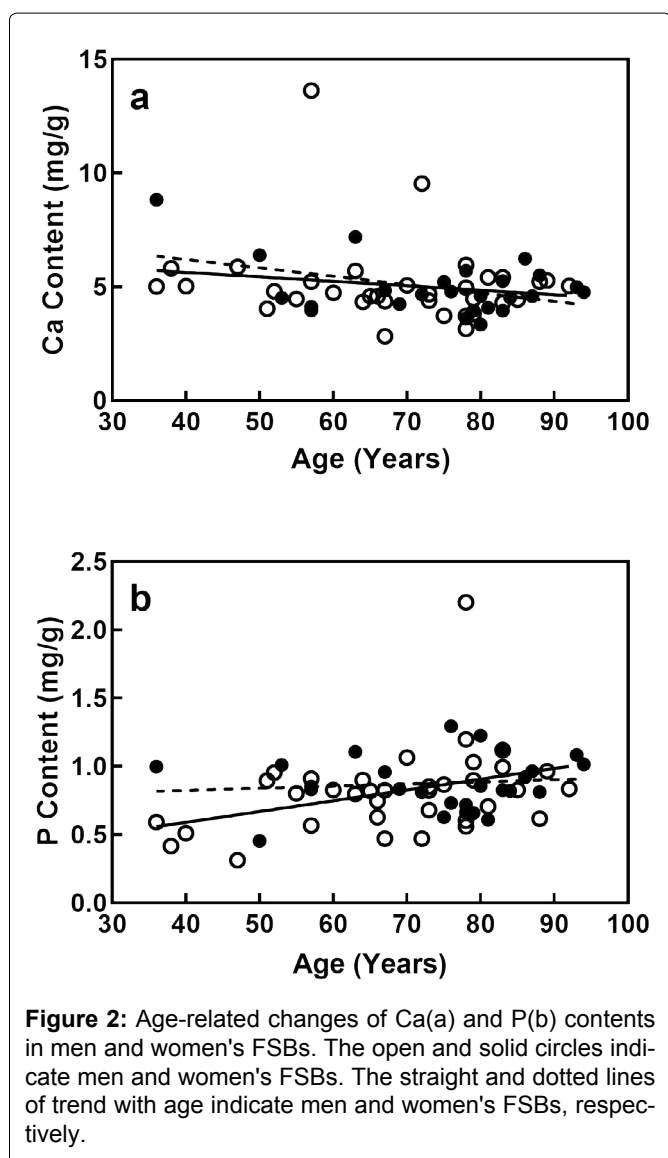 15
a
10
5
0
Ca Content (mg/g)
30 40 50 60 70 80 90 100
Age (Years)
2.5
b
2.0
1.5
1.0
0.5
0.0
P Content (mg/g)
30 40 50 60 70 80 90 100
Age (Years)
Figure 2: Age-related changes of Ca(a) and P(b) contents
in men and women's FSBs. The open and solid circles indi-
cate men and women's FSBs. The straight and dotted lines
of trend with age indicate men and women's FSBs, respec-
tively.